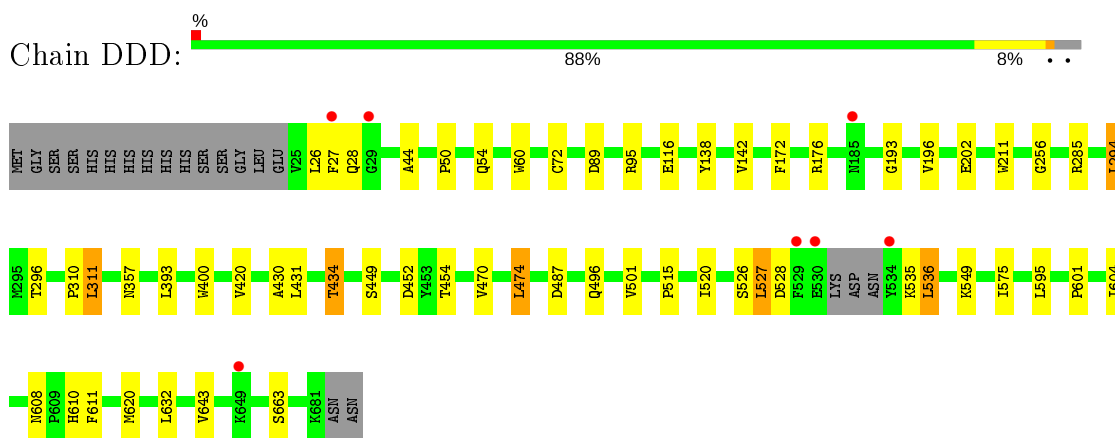 %
Chain DDD:
88%
8%
•
•
MET GLY SER SER HIS HIS HIS HIS HIS HIS SER SER GLY LEU GLU V25 L26 F27 Q28 G29 A44 P50 Q54 W60 C72 D89 R95 E116 Y138 V142 F172 R176 N185 G193 V196 E202 W211 G256 R285 L294
M295 T296 P310 L311 N357 L393 W400 V420 A430 L431 T434 S449 D452 Y453 T454 V470 L474 D487 Q496 V501 P515 I520 S526 L527 D528 F529 E530 LYS ASP ASN Y534 K535 L536 K549 I575 L595 P601 I604
N608 P609 H610 F611 M620 L632 V643 K649 S663 K681 ASN ASN